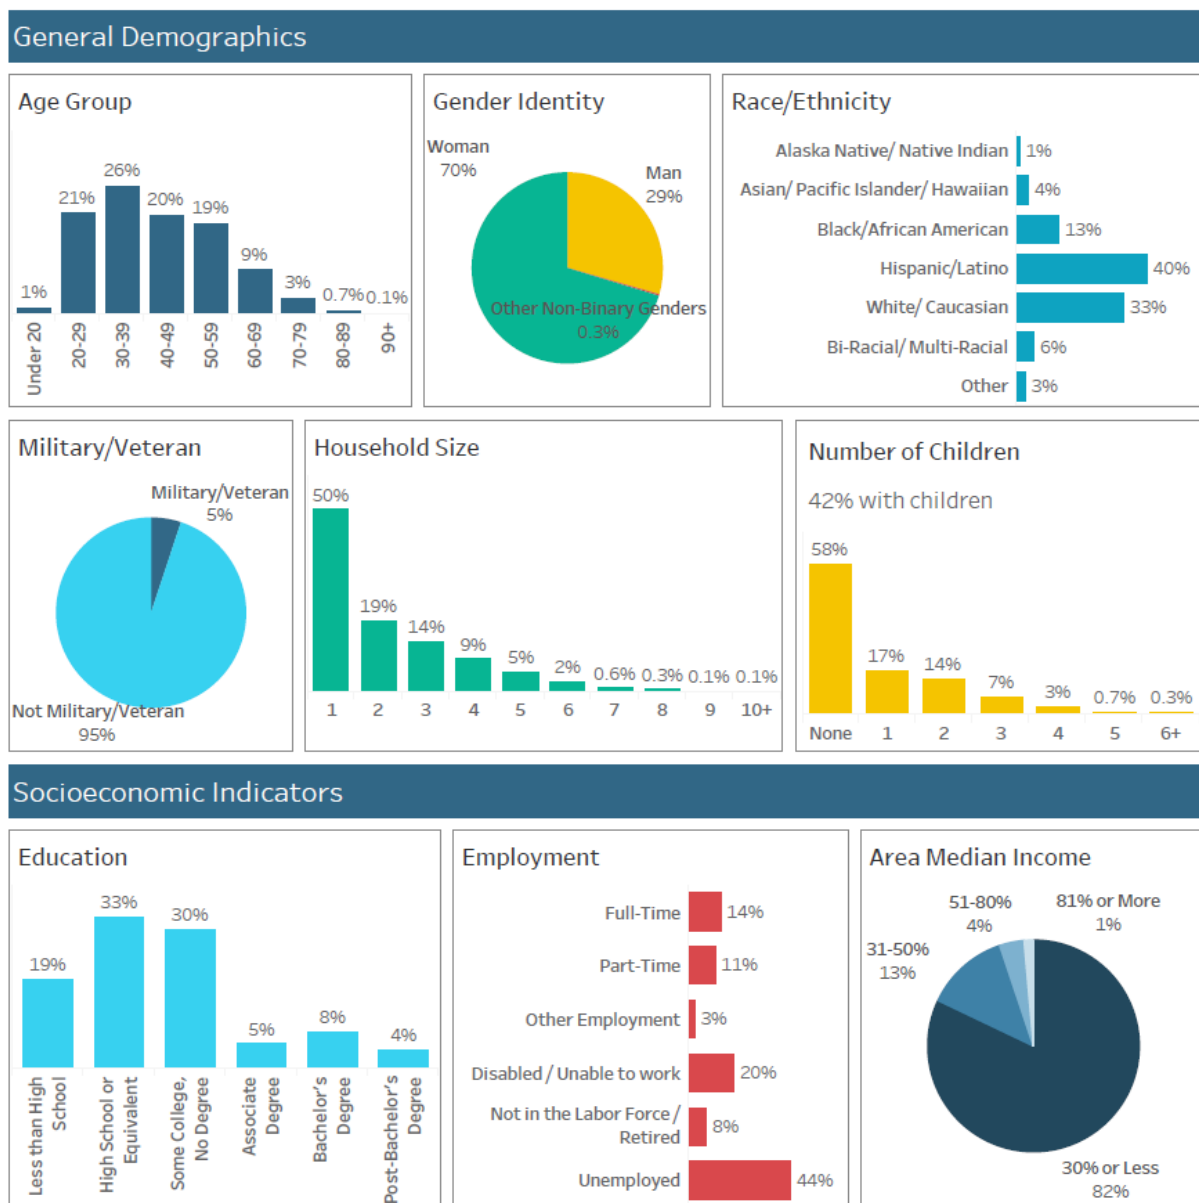 General Demographics
Age Group
1%
21%
26%
20%
19%
9%
3%
0.7%
0.1%
Under 20
20-29
30-39
40-49
50-59
60-69
70-79
80-89
90+
Gender Identity
Woman
70%
Man
29%
Other Non-Binary Genders
0.3%
Race/Ethnicity
Alaska Native/ Native Indian 1%
Asian/ Pacific Islander/ Hawaiian 4%
Black/African American 13%
Hispanic/Latino 40%
White/ Caucasian 33%
Bi-Racial/ Multi-Racial 6%
Other 3%
Military/Veteran
Military/Veteran
5%
Not Military/Veteran
95%
Household Size
50%
19%
14%
9%
5%
2%
0.6%
0.3%
0.1%
0.1%
1 2 3 4 5 6 7 8 9 10+
Number of Children
42% with children
58%
17%
14%
7%
3%
0.7%
0.3%
None 1 2 3 4 5 6+
Socioeconomic Indicators
Education
19%
33%
30%
5%
8%
4%
Less than High
School
High School or
Equivalent
Some College,
No Degree
Associate
Degree
Bachelor's
Degree
Post-Bachelor's
Degree
Employment
Full-Time 14%
Part-Time 11%
Other Employment 3%
Disabled / Unable to work 20%
Not in the Labor Force /
Retired 8%
Unemployed 44%
Area Median Income
51-80%
4%
81% or More
1%
31-50%
13%
30% or Less
82%